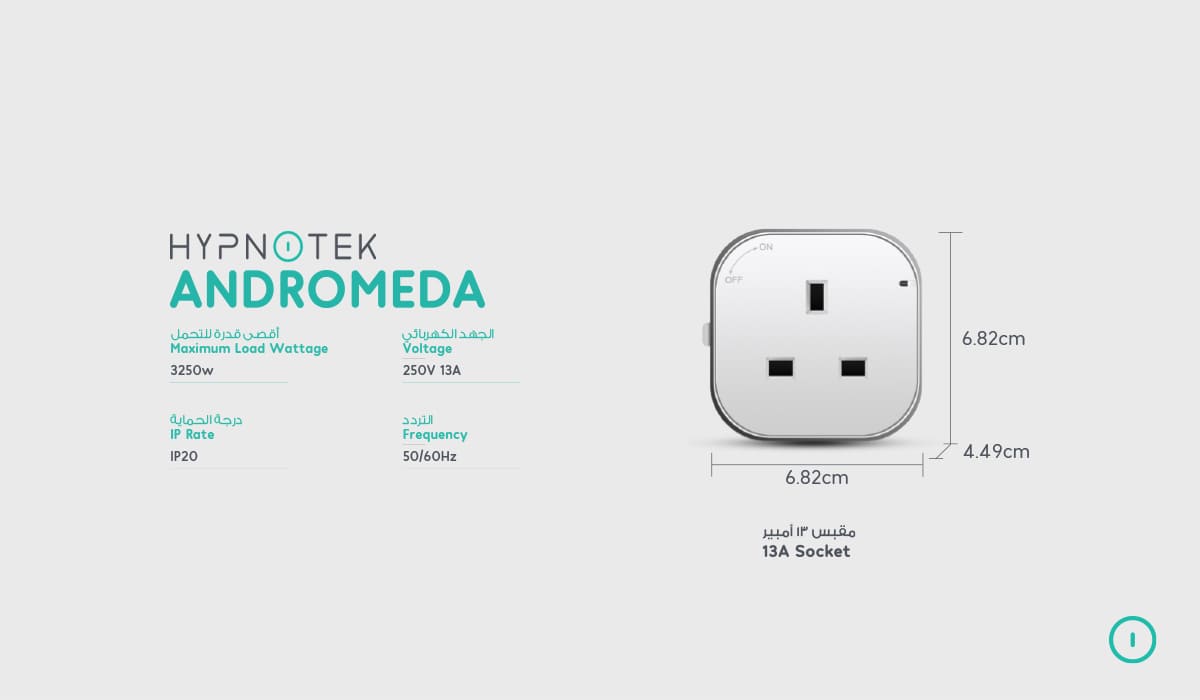 HYPNOTEK
ANDROMEDA
أقصى قدرة للتحمل
Maximum Load Wattage
3250w
الجهد الكهربائي
Voltage
250V 13A
درجة الحماية
IP Rate
IP20
التردد
Frequency
50/60Hz
ON
OFF
6.82cm
4.49cm
6.82cm
مقبس ١٣ أمبير
13A Socket